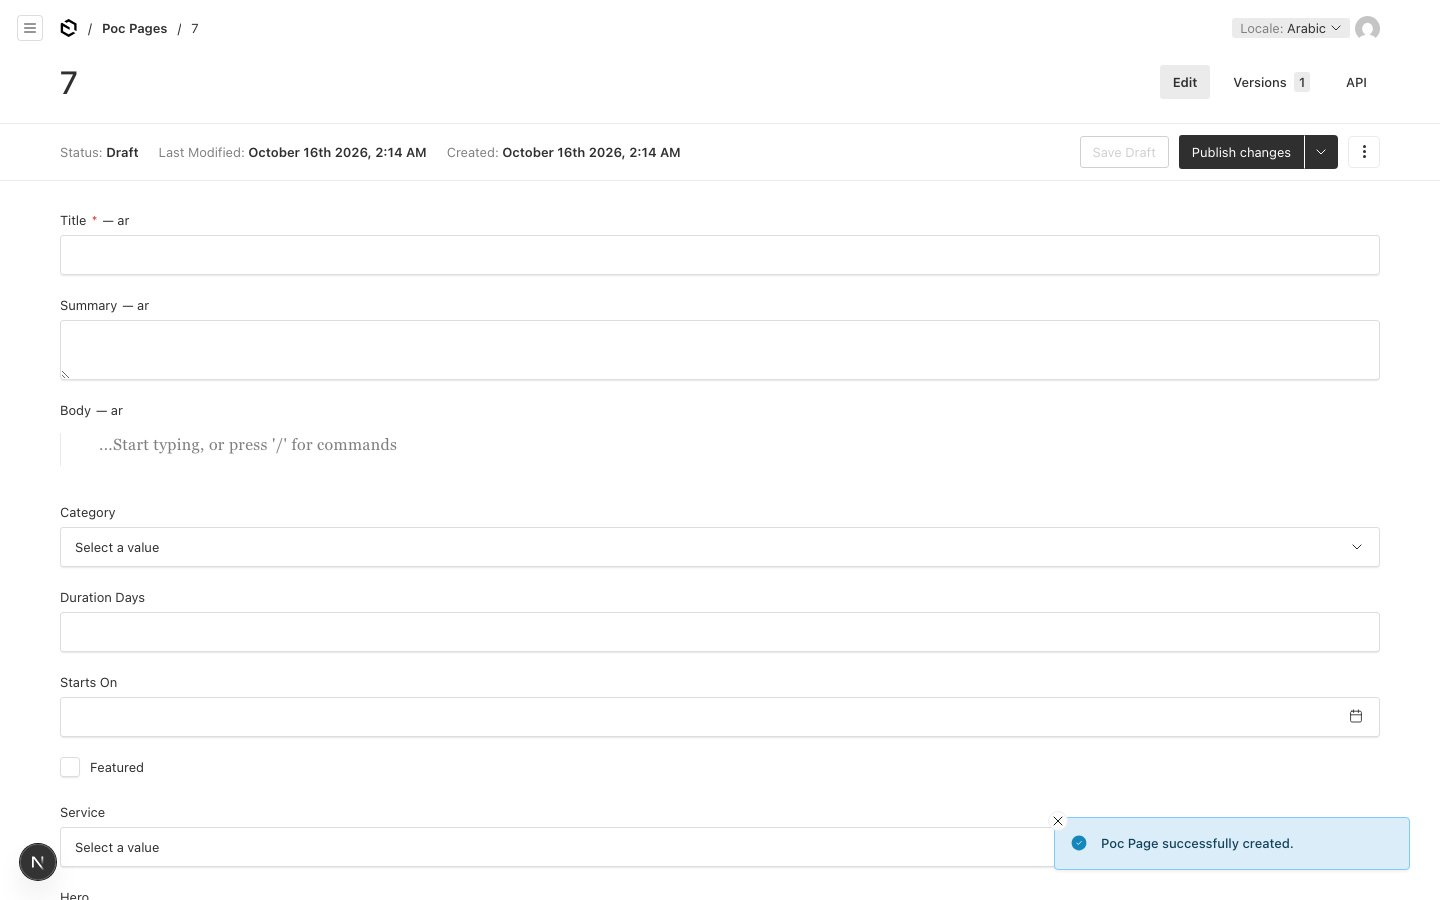 / Poc Pages / 7
Locale: Arabic
7
Edit Versions 1 API
Status: Draft Last Modified: October 16th 2026, 2:14 AM Created: October 16th 2026, 2:14 AM
Save Draft Publish changes
Title * — ar
Summary — ar
Body — ar
...Start typing, or press '/' for commands
Category
Select a value
Duration Days
Starts On
Featured
Service
Select a value
Poc Page successfully created.
N
Hero